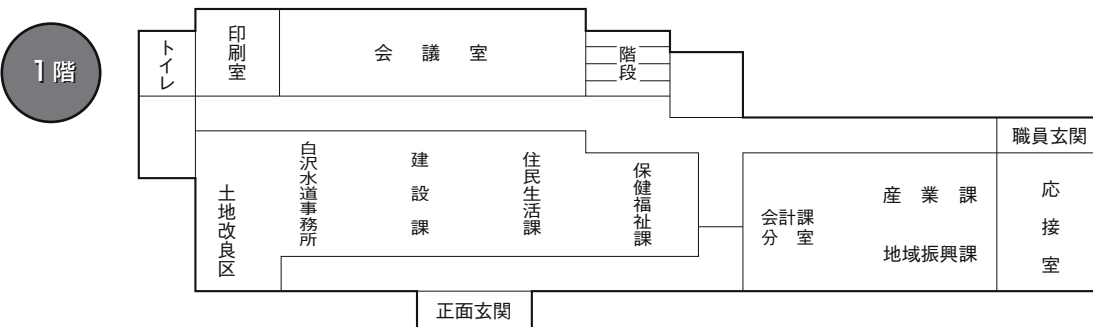 1階
トイレ
印刷室
会議室
階段
職員玄関
土地改良区
白沢水道事務所
建設課
住民生活課
保健福祉課
会計課
分室
産業課
地域振興課
応接室
正面玄関